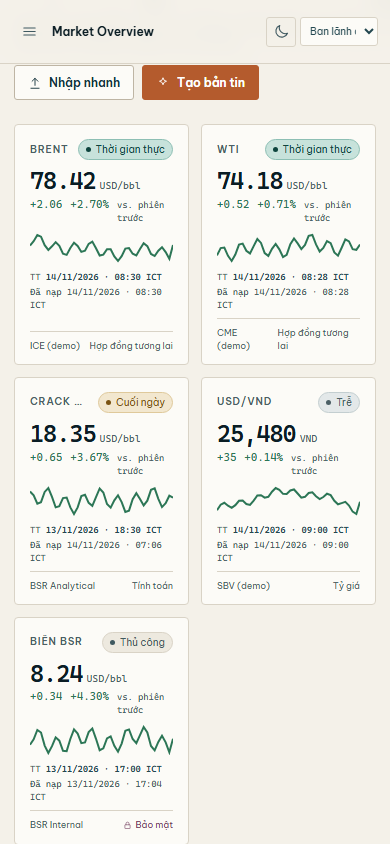 Market Overview
Ban lãnh
Nhập nhanh
Tạo bản tin
BRENT
Thời gian thực
78.42 USD/bbl
+2.06 +2.70% vs. phiên
trước
TT 14/11/2026 · 08:30 ICT
Đã nạp 14/11/2026 · 08:30
ICT
ICE (demo) Hợp đồng tương lai
WTI
Thời gian thực
74.18 USD/bbl
+0.52 +0.71% vs. phiên
trước
TT 14/11/2026 · 08:28 ICT
Đã nạp 14/11/2026 · 08:28
ICT
CME
(demo)
Hợp đồng tương
lai
CRACK ...
Cuối ngày
18.35 USD/bbl
+0.65 +3.67% vs. phiên
trước
TT 13/11/2026 · 18:30 ICT
Đã nạp 14/11/2026 · 07:06
ICT
BSR Analytical Tính toán
USD/VND
Trễ
25,480 VND
+35 +0.14% vs. phiên
trước
TT 14/11/2026 · 09:00 ICT
Đã nạp 14/11/2026 · 09:00
ICT
SBV (demo) Tỷ giá
BIÊN BSR
Thủ công
8.24 USD/bbl
+0.34 +4.30% vs. phiên
trước
TT 13/11/2026 · 17:00 ICT
Đã nạp 13/11/2026 · 17:04
ICT
BSR Internal Bảo mật